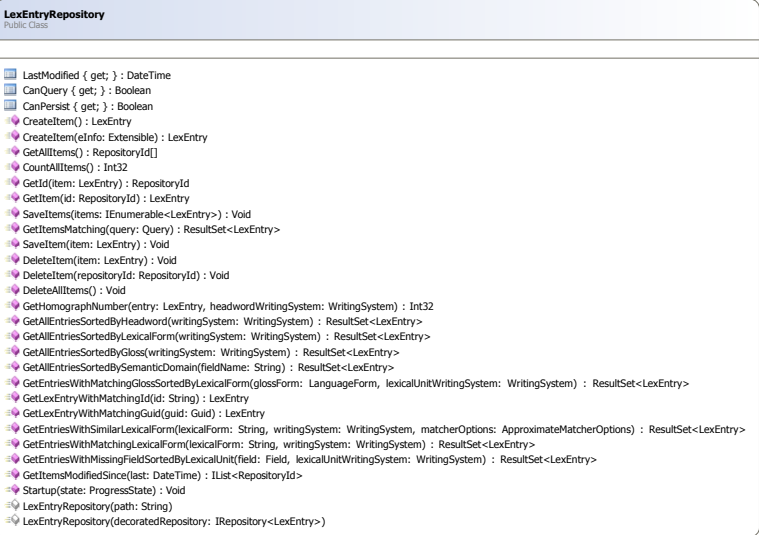 LexEntryRepository
Public Class
LastModified { get; } : DateTime
CanQuery { get; } : Boolean
CanPersist { get; } : Boolean
CreateItem() : LexEntry
CreateItem(eInfo: Extensible) : LexEntry
GetAllItems() : RepositoryId[]
CountAllItems() : Int32
GetId(item: LexEntry) : RepositoryId
GetItem(id: RepositoryId) : LexEntry
SaveItems(items: IEnumerable<LexEntry>) : Void
GetItemsMatching(query: Query) : ResultSet<LexEntry>
SaveItem(item: LexEntry) : Void
DeleteItem(item: LexEntry) : Void
DeleteItem(repositoryId: RepositoryId) : Void
DeleteAllItems() : Void
GetHomographNumber(entry: LexEntry, headwordWritingSystem: WritingSystem) : Int32
GetAllEntriesSortedByHeadword(writingSystem: WritingSystem) : ResultSet<LexEntry>
GetAllEntriesSortedByLexicalForm(writingSystem: WritingSystem) : ResultSet<LexEntry>
GetAllEntriesSortedByGloss(writingSystem: WritingSystem) : ResultSet<LexEntry>
GetAllEntriesSortedBySemanticDomain(fieldName: String) : ResultSet<LexEntry>
GetEntriesWithMatchingGlossSortedByLexicalForm(glossForm: LanguageForm, lexicalUnitWritingSystem: WritingSystem) : ResultSet<LexEntry>
GetLexEntryWithMatchingId(id: String) : LexEntry
GetLexEntryWithMatchingGuid(guid: Guid) : LexEntry
GetEntriesWithSimilarLexicalForm(lexicalForm: String, writingSystem: WritingSystem, matcherOptions: ApproximateMatcherOptions) : ResultSet<LexEntry>
GetEntriesWithMatchingLexicalForm(lexicalForm: String, writingSystem: WritingSystem) : ResultSet<LexEntry>
GetEntriesWithMissingFieldSortedByLexicalUnit(field: Field, lexicalUnitWritingSystem: WritingSystem) : ResultSet<LexEntry>
GetItemsModifiedSince(last: DateTime) : IList<RepositoryId>
Startup(state: ProgressState) : Void
LexEntryRepository(path: String)
LexEntryRepository(decoratedRepository: IRepository<LexEntry>)